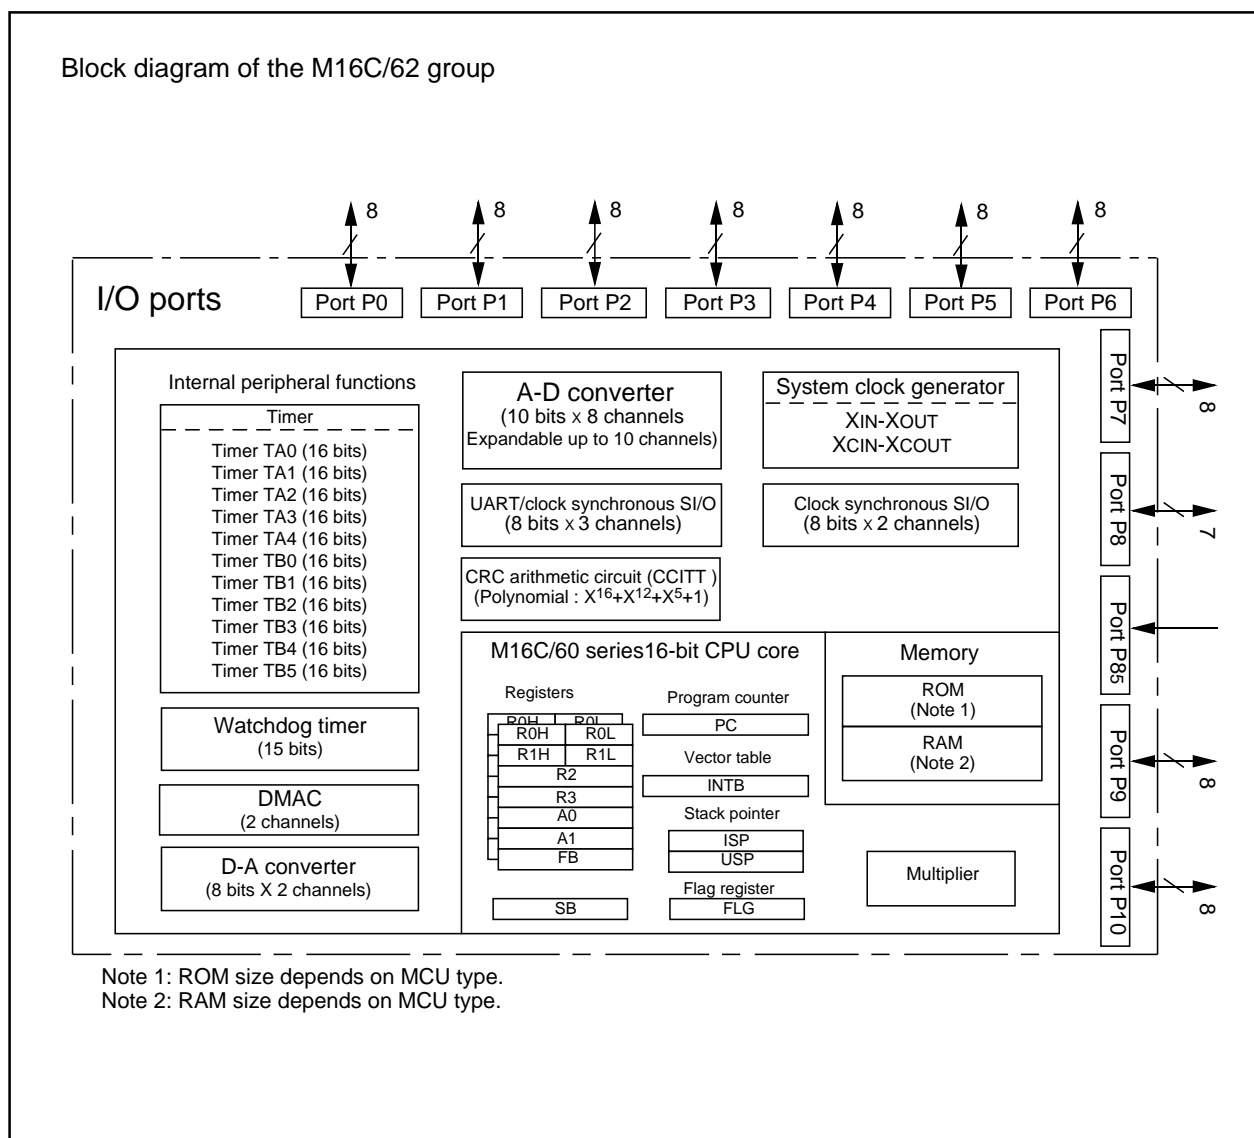 Block diagram of the M16C/62 group
8
8
8
8
8
8
8
I/O ports
Port P0
Port P1
Port P2
Port P3
Port P4
Port P5
Port P6
Internal peripheral functions
Timer
Timer TA0 (16 bits)
Timer TA1 (16 bits)
Timer TA2 (16 bits)
Timer TA3 (16 bits)
Timer TA4 (16 bits)
Timer TB0 (16 bits)
Timer TB1 (16 bits)
Timer TB2 (16 bits)
Timer TB3 (16 bits)
Timer TB4 (16 bits)
Timer TB5 (16 bits)
Watchdog timer
(15 bits)
DMAC
(2 channels)
D-A converter
(8 bits X 2 channels)
A-D converter
(10 bits x 8 channels
Expandable up to 10 channels)
UART/clock synchronous SI/O
(8 bits x 3 channels)
CRC arithmetic circuit (CCITT )
(Polynomial : X16+X12+X5+1)
System clock generator
XIN-XOUT
XCIN-XCOUT
Clock synchronous SI/O
(8 bits x 2 channels)
M16C/60 series16-bit CPU core
Registers
R0H R0L
R0H R0L
R1H R1L
R2
R3
A0
A1
FB
SB
Program counter
PC
Vector table
INTB
Stack pointer
ISP
USP
Flag register
FLG
Memory
ROM
(Note 1)
RAM
(Note 2)
Multiplier
Port P7
8
Port P8
7
Port P85
Port P9
8
Port P10
8
Note 1: ROM size depends on MCU type.
Note 2: RAM size depends on MCU type.